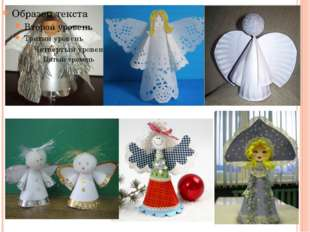 Образец текста
Второй уровень
Третий уровень
Четвертый уровень
Пятый уровень